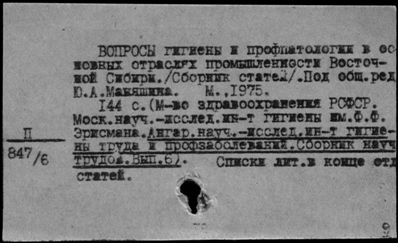 ВОПРОСЫ гигиены и профпатологии в ос
новных отраслях промышленности Восточ-
ной Сибири./Сборник статей/.Под общ.ред
Ю.А.Манашина. М.,1975.
144 с.(М-во здравоохранения РСФСР.
Моск.науч.-исслед.ин-т гигиены им.Ф.Ф.
Эрисмана.Ангар.науч.-исслед.ин-т гигие-
ны труда и профзаболеваний.Сборник науч
трудов.Вып.6). Списки лит.в конце отд
статей.
П
847/6